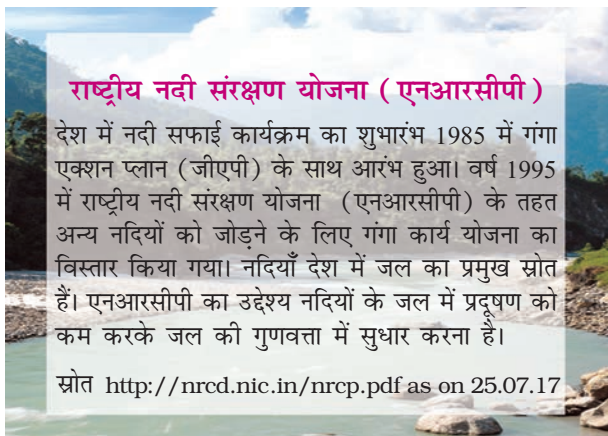 राष्ट्रीय नदी संरक्षण योजना ( एनआरसीपी )
देश में नदी सफाई कार्यक्रम का शुभारंभ 1985 में गंगा
एक्शन प्लान (जीएपी) के साथ आरंभ हुआ। वर्ष 1995
में राष्ट्रीय नदी संरक्षण योजना (एनआरसीपी) के तहत
अन्य नदियों को जोड़ने के लिए गंगा कार्य योजना का
विस्तार किया गया। नदियाँ देश में जल का प्रमुख स्रोत
हैं। एनआरसीपी का उद्देश्य नदियों के जल में प्रदूषण को
कम करके जल की गुणवत्ता में सुधार करना है।
स्रोत http://nrcd.nic.in/nrcp.pdf as on 25.07.17